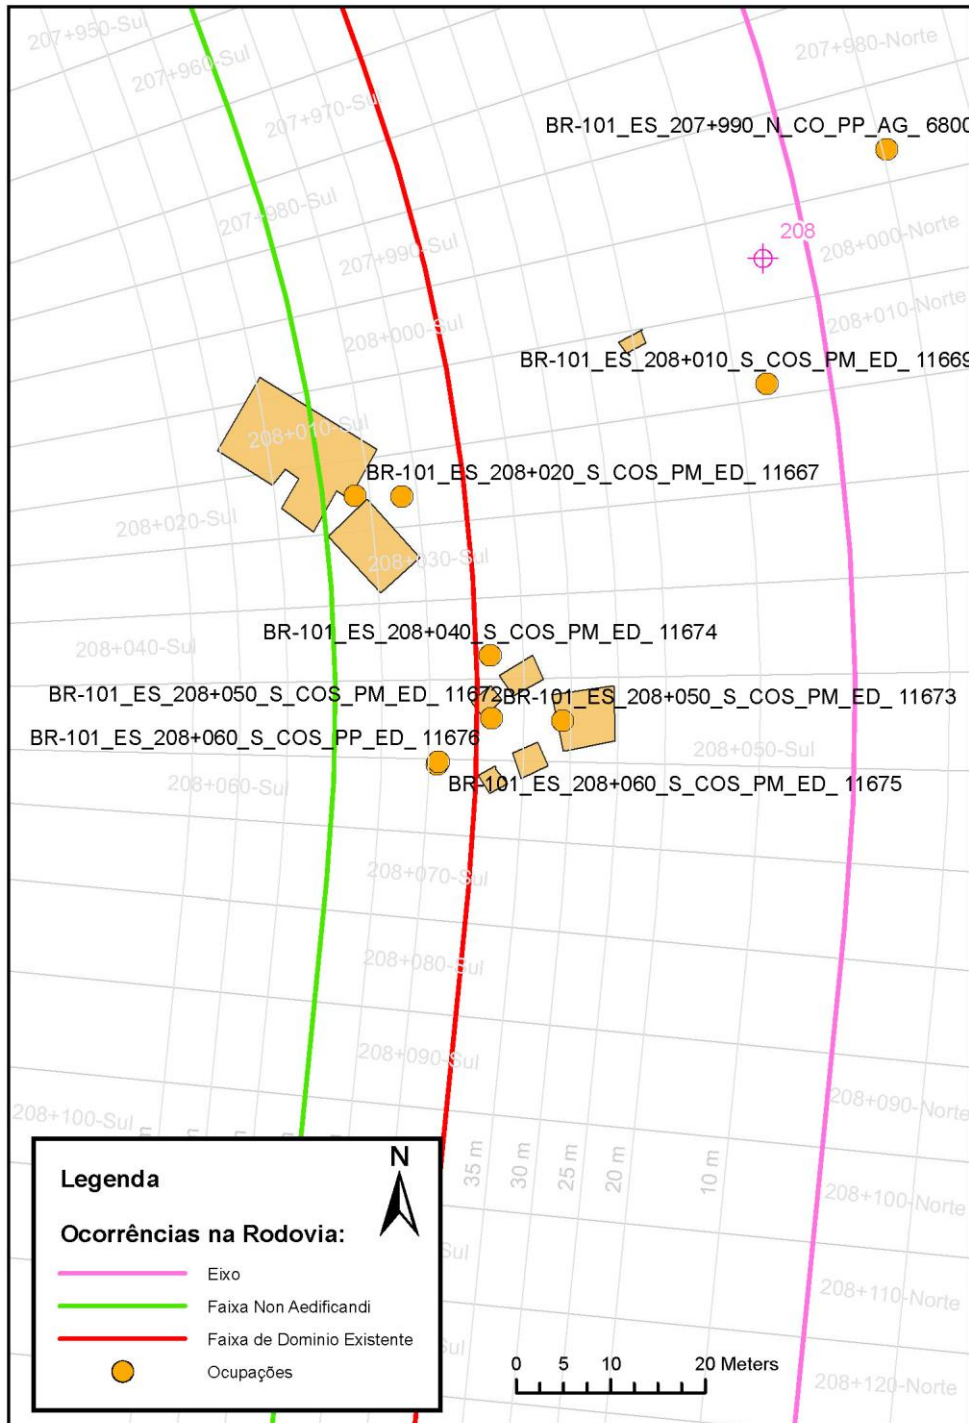 207+950-Sul
207+960-Sul
207+970-Sul
207+980-Norte
BR-101_ES_207+990_N_CO_PP_AG_ 6800
207+980-Sul
207+990-Sul
208
208+000-Norte
208+000-Sul
208+010-Norte
BR-101_ES_208+010_S_COS_PM_ED_ 11669
208+010-Sul
BR-101_ES_208+020_S_COS_PM_ED_ 11667
208+020-Sul
208+030-Sul
BR-101_ES_208+040_S_COS_PM_ED_ 11674
208+040-Sul
BR-101_ES_208+050_S_COS_PM_ED_ 11672
BR-101_ES_208+050_S_COS_PM_ED_ 11673
BR-101_ES_208+060_S_COS_PP_ED_ 11676
208+050-Sul
208+060-Sul
BR-101_ES_208+060_S_COS_PM_ED_ 11675
208+070-Sul
208+080-Sul
208+090-Sul
208+090-Norte
208+100-Sul
35 m
30 m
25 m
20 m
10 m
208+100-Norte
208+110-Norte
208+120-Norte
Sul
Sul
N
Legenda
Ocorrências na Rodovia:
Eixo
Faixa Non Aedificandi
Faixa de Dominio Existente
Ocupações
0 5 10 20 Meters